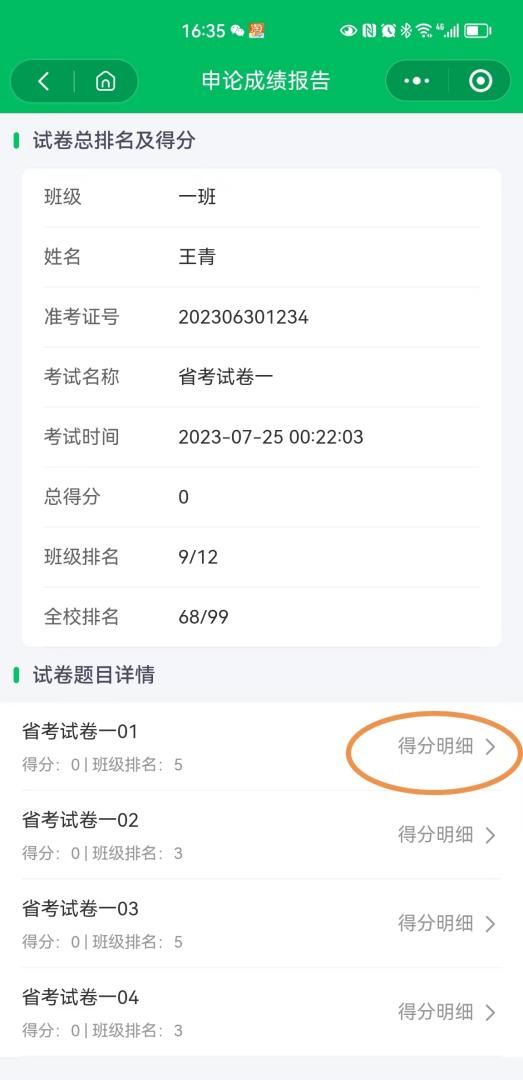 16:35
申论成绩报告
试卷总排名及得分
班级 一班
姓名 王青
准考证号 202306301234
考试名称 省考试卷一
考试时间 2023-07-25 00:22:03
总得分 0
班级排名 9/12
全校排名 68/99
试卷题目详情
省考试卷一01
得分明细
得分: 0 | 班级排名: 5
省考试卷一02
得分明细
得分: 0 | 班级排名: 3
省考试卷一03
得分明细
得分: 0 | 班级排名: 5
省考试卷一04
得分明细
得分: 0 | 班级排名: 3